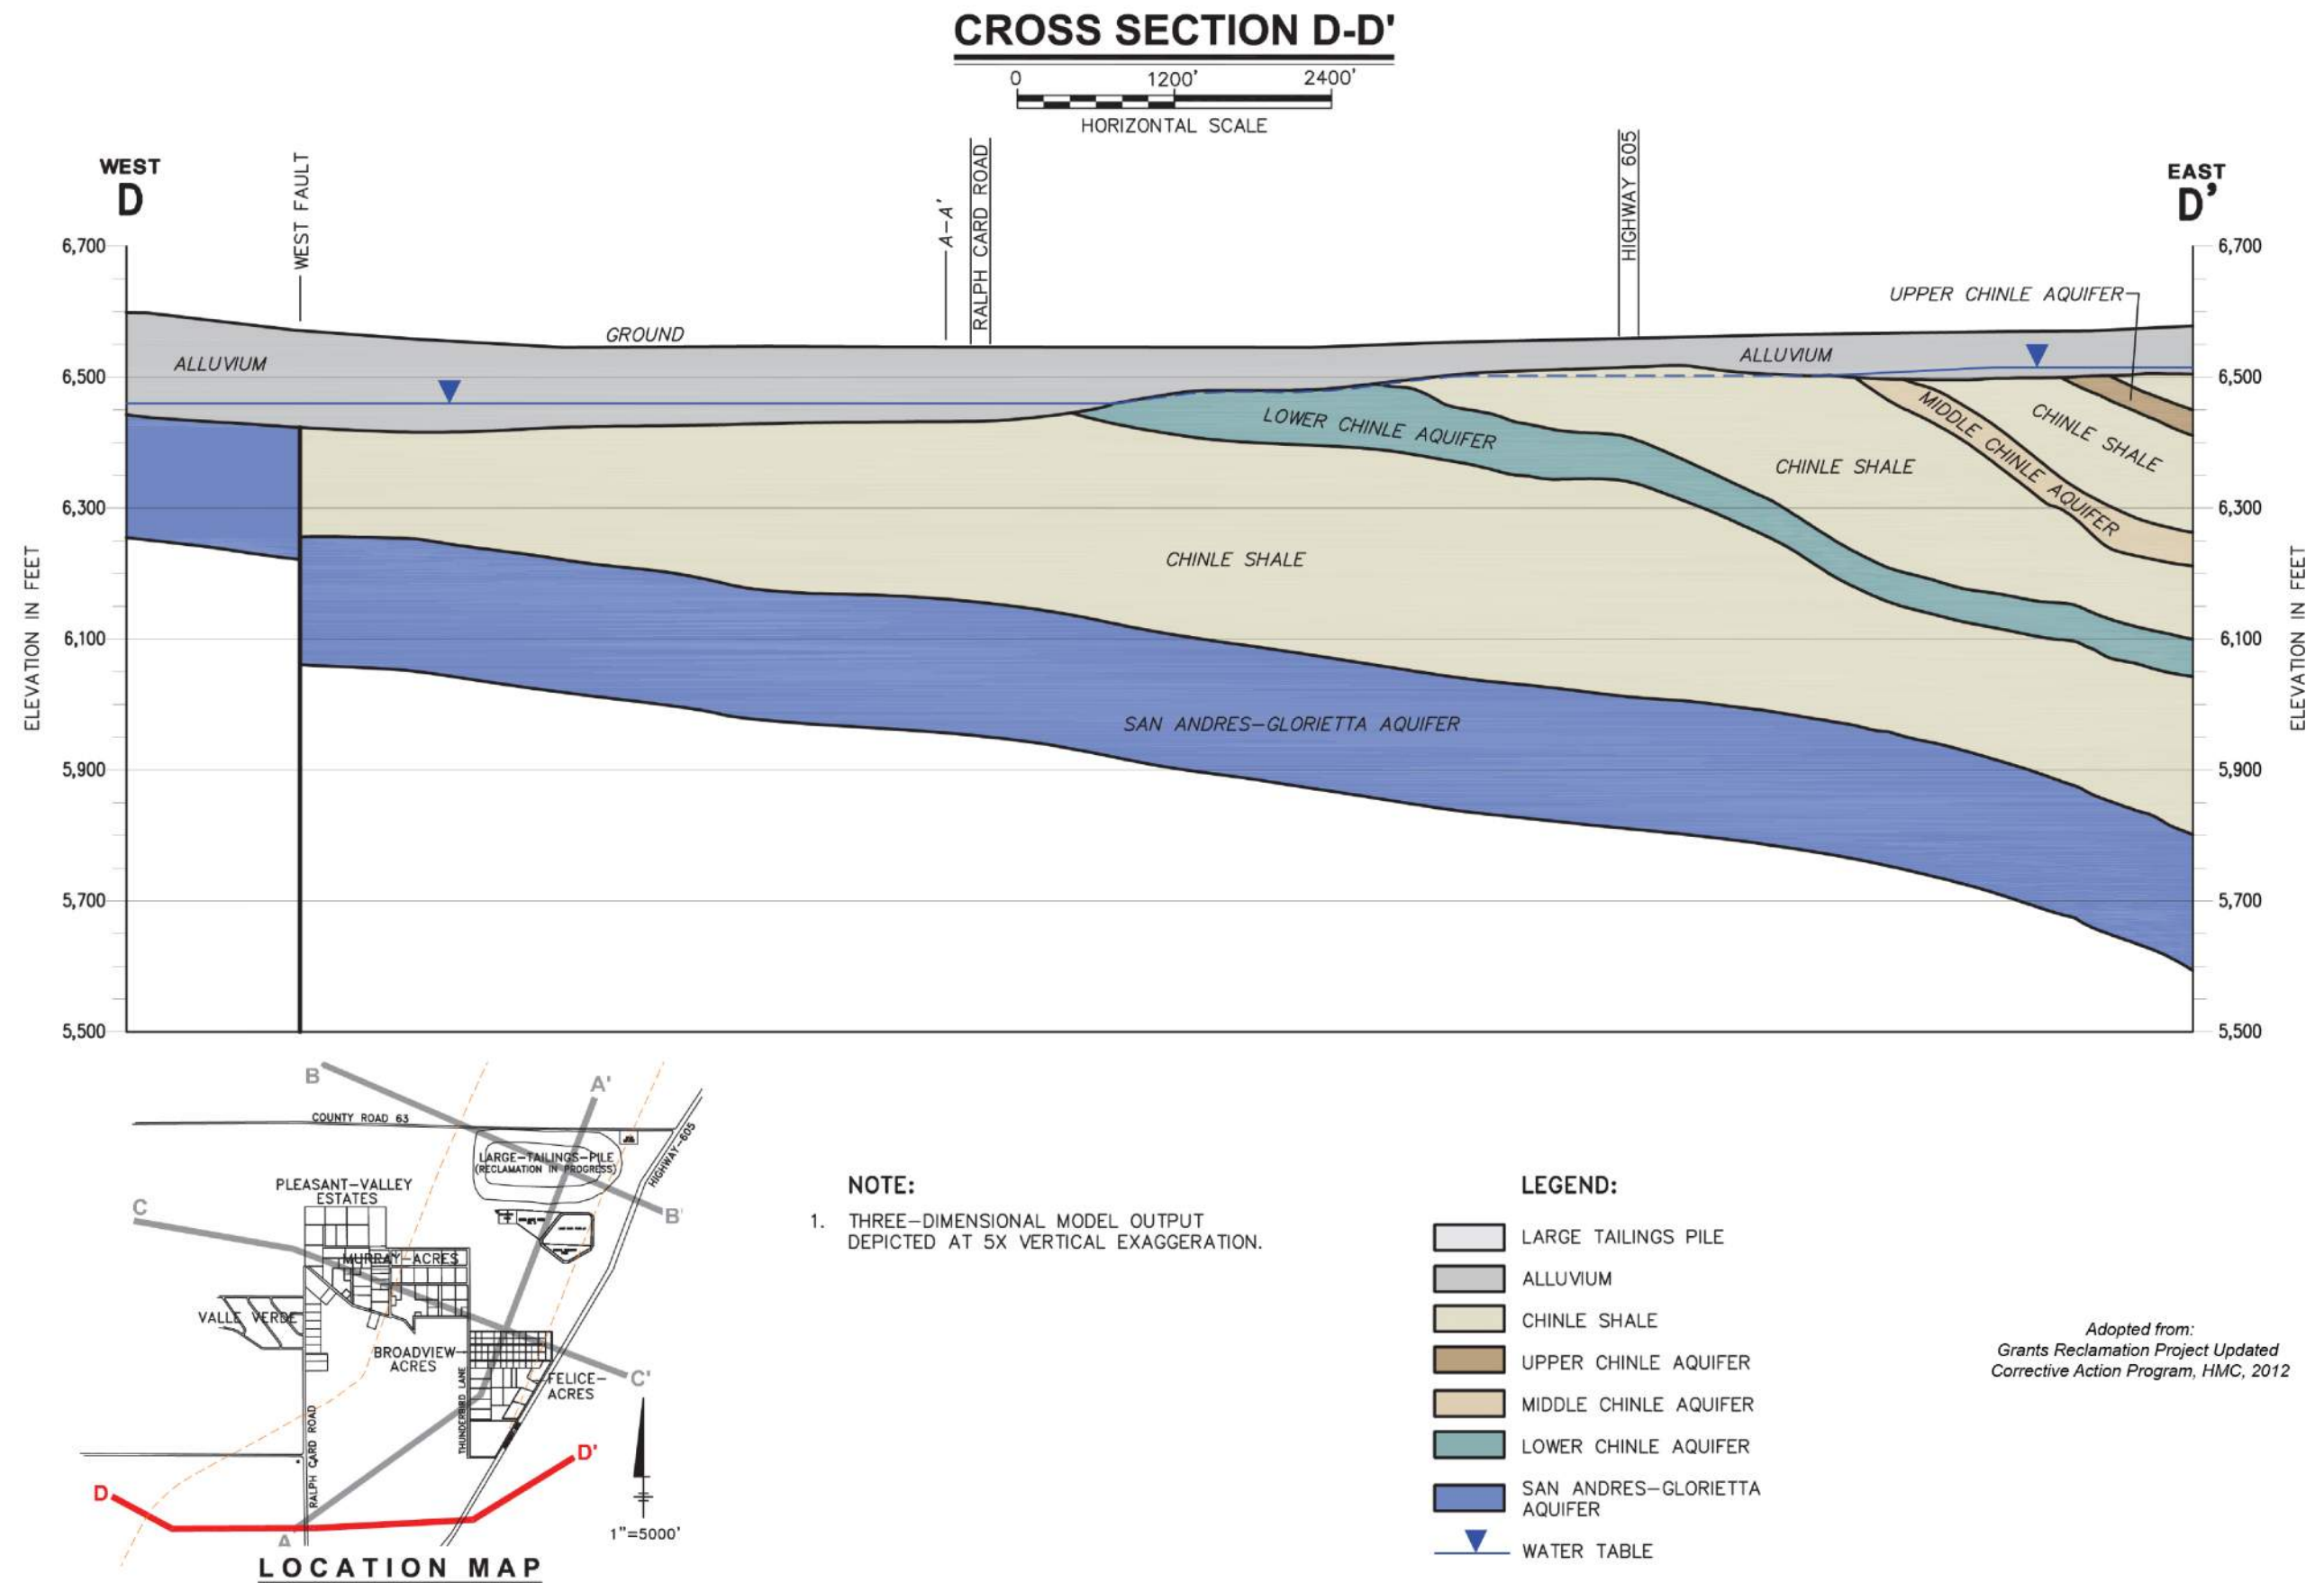 CROSS SECTION D-D'
0 1200' 2400'
HORIZONTAL SCALE
WEST
D
WEST FAULT
A-A'
RALPH CARD ROAD
HIGHWAY 605
EAST
D'
6,700
6,500
6,300
6,100
5,900
5,700
5,500
ELEVATION IN FEET
6,700
6,500
6,300
6,100
5,900
5,700
5,500
ELEVATION IN FEET
UPPER CHINLE AQUIFER
GROUND
ALLUVIUM
ALLUVIUM
LOWER CHINLE AQUIFER
MIDDLE CHINLE AQUIFER
CHINLE SHALE
CHINLE SHALE
CHINLE SHALE
SAN ANDRES-GLORIETTA AQUIFER
B
A'
COUNTY ROAD 63
LARGE-TAILINGS-PILE
(RECLAMATION IN PROGRESS)
HIGHWAY-605
PLEASANT-VALLEY
ESTATES
C
B'
MURRAY-ACRES
VALLE VERDE
BROADVIEW
ACRES
THUNDERBIRD LANE
FELICE-
ACRES
C'
RALPH CARD ROAD
D
D'
A
1"=5000'
LOCATION MAP
NOTE:
1. THREE-DIMENSIONAL MODEL OUTPUT
DEPICTED AT 5X VERTICAL EXAGGERATION.
LEGEND:
LARGE TAILINGS PILE
ALLUVIUM
CHINLE SHALE
UPPER CHINLE AQUIFER
MIDDLE CHINLE AQUIFER
LOWER CHINLE AQUIFER
SAN ANDRES-GLORIETTA
AQUIFER
WATER TABLE
Adopted from:
Grants Reclamation Project Updated
Corrective Action Program, HMC, 2012